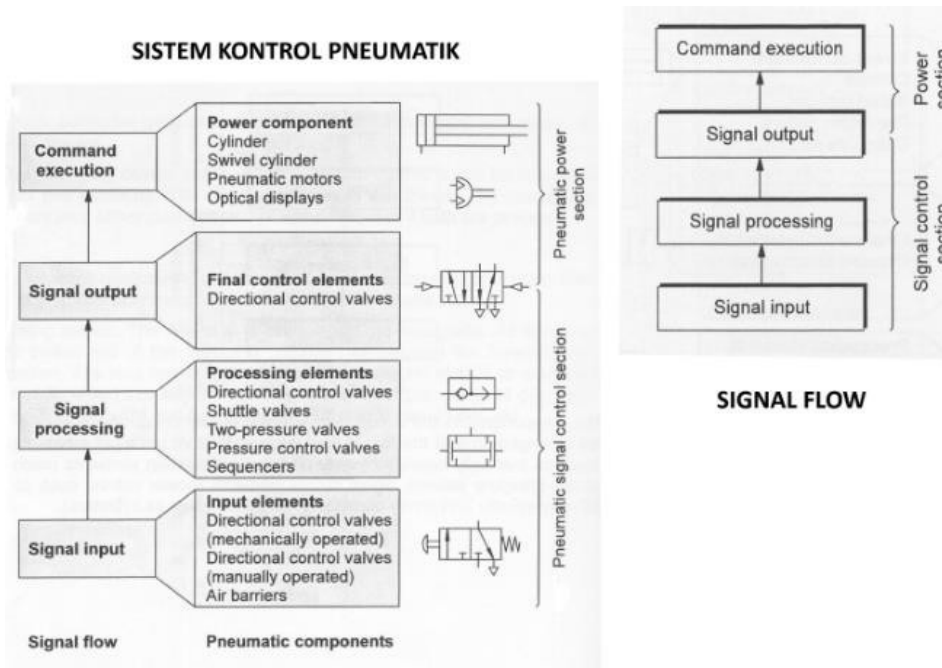 SISTEM KONTROL PNEUMATIK
Command execution
Power component
Cylinder
Swivel cylinder
Pneumatic motors
Optical displays
Signal output
Final control elements
Directional control valves
Signal processing
Processing elements
Directional control valves
Shuttle valves
Two-pressure valves
Pressure control valves
Sequencers
Signal input
Input elements
Directional control valves
(mechanically operated)
Directional control valves
(manually operated)
Air barriers
Signal flow
Pneumatic components
Pneumatic power
section
Pneumatic signal control section
Command execution
Signal output
Signal processing
Signal input
Power
section
Signal control
section
SIGNAL FLOW